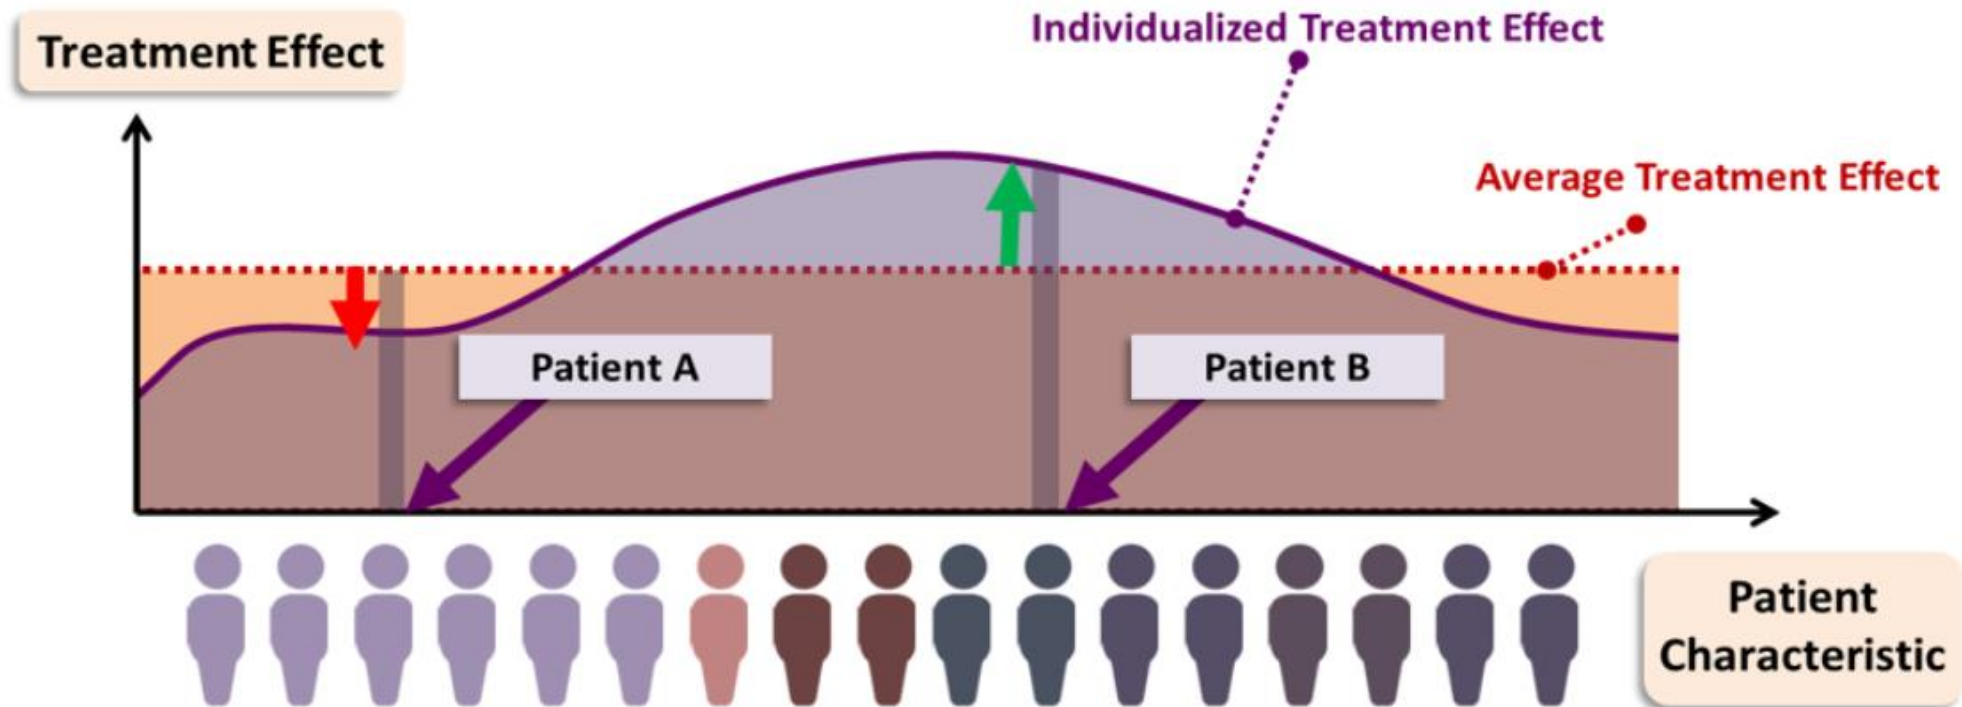 Treatment Effect
Individualized Treatment Effect
Average Treatment Effect
Patient A
Patient B
Patient
Characteristic